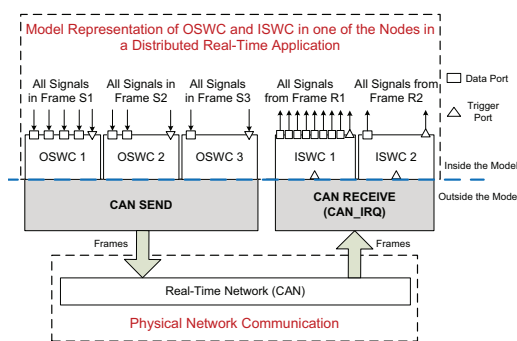 Model Representation of OSWC and ISWC in one of the Nodes in
a Distributed Real-Time Application
All Signals
in Frame S1
All Signals in
Frame S2
All Signals
in Frame S3
All Signals
from Frame R1
All Signals from
Frame R2
Data Port
Trigger
Port
OSWC 1
OSWC 2
OSWC 3
ISWC 1
ISWC 2
Inside the Model
Outside the Model
CAN SEND
CAN RECEIVE
(CAN_IRQ)
Frames
Frames
Real-Time Network (CAN)
Physical Network Communication